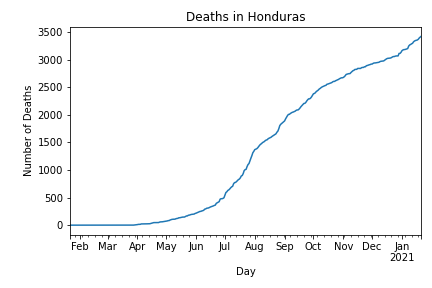 Deaths in Honduras
Number of Deaths
3500
3000
2500
2000
1500
1000
500
0
Feb Mar Apr May Jun Jul Aug Sep Oct Nov Dec Jan
2021
Day